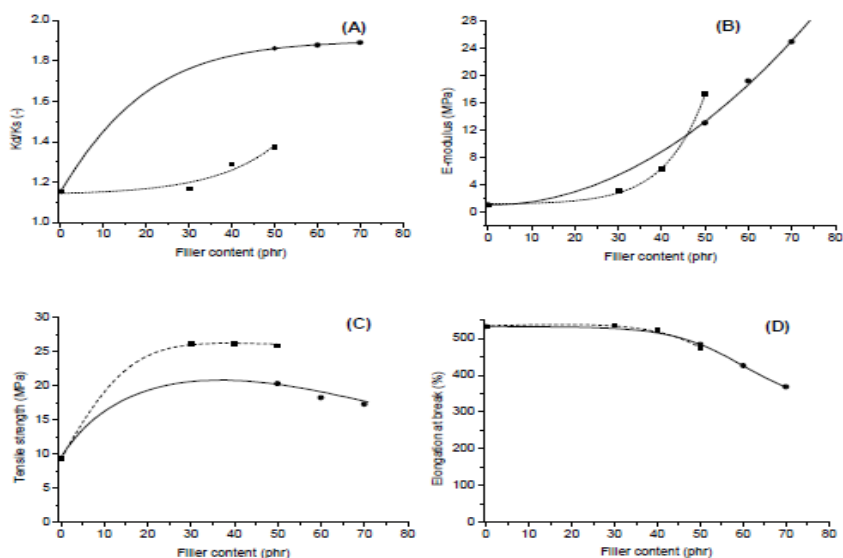 (A)
2.0
1.8
1.6
1.4
1.2
1.0
Kd/Ks (-)
0 10 20 30 40 50 60 70 80
Filler content (phr)
(B)
28
24
20
16
12
8
4
0
E-modulus (MPa)
0 10 20 30 40 50 60 70 80
Filler content (phr)
(C)
30
25
20
15
10
5
0
Tensile strength (MPa)
0 10 20 30 40 50 60 70 80
Filler content (phr)
(D)
500
400
300
200
100
0
Elongation at break (%)
0 10 20 30 40 50 60 70 80
Filler content (phr)